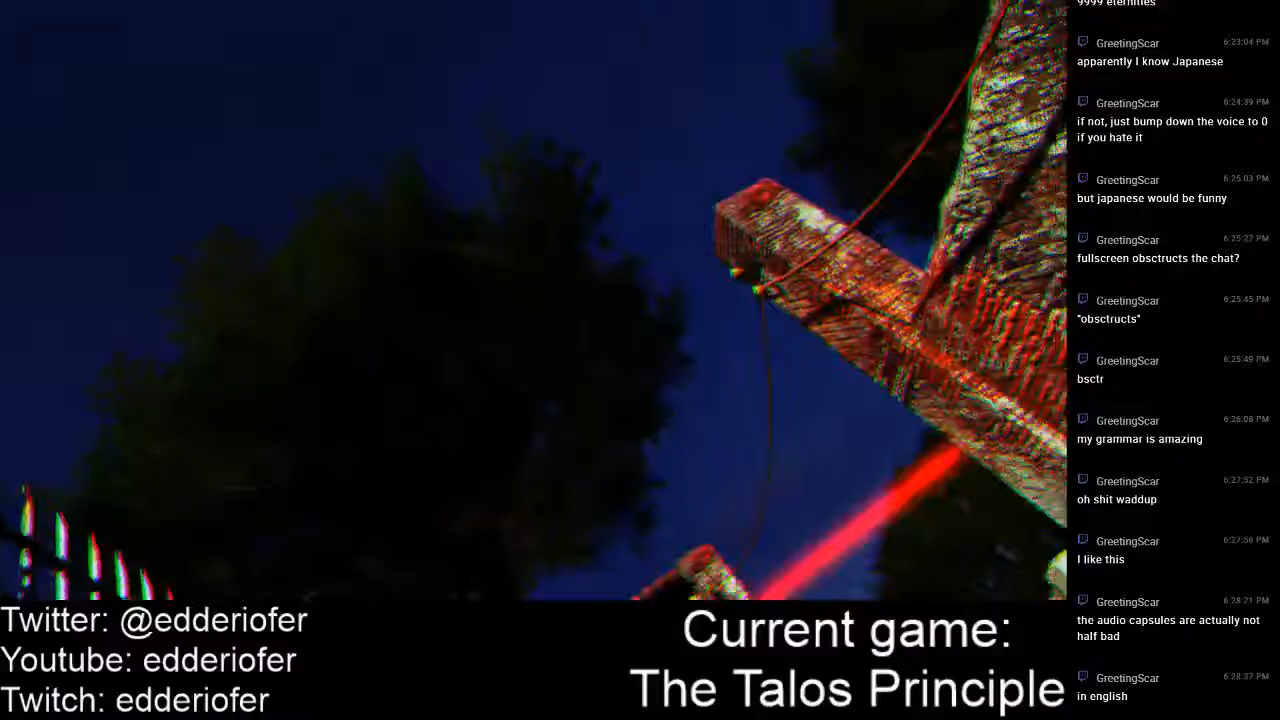 9999 eternities
GreetingScar 6:23:04 PM
apparently I know Japanese
GreetingScar 6:24:39 PM
if not, just bump down the voice to 0
if you hate it
GreetingScar 6:25:03 PM
but japanese would be funny
GreetingScar 6:25:27 PM
fullscreen obsctructs the chat?
GreetingScar 6:25:45 PM
"obsctructs"
GreetingScar 6:25:49 PM
bsctr
GreetingScar 6:26:08 PM
my grammar is amazing
GreetingScar 6:27:52 PM
oh shit waddup
GreetingScar 6:27:58 PM
I like this
GreetingScar 6:28:21 PM
the audio capsules are actually not
half bad
GreetingScar 6:28:37 PM
in english
Twitter: @edderiofer
Youtube: edderiofer
Twitch: edderiofer
Current game:
The Talos Principle